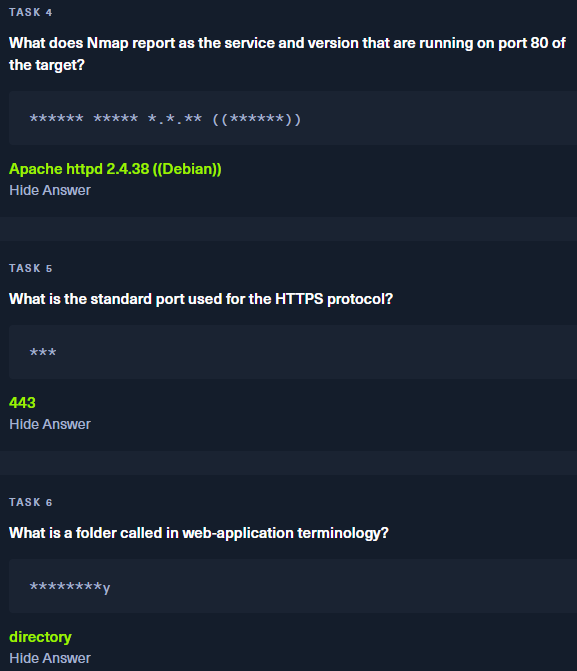 TASK 4
What does Nmap report as the service and version that are running on port 80 of
the target?
****** ***** *.*.** ((******))
Apache httpd 2.4.38 ((Debian))
Hide Answer
TASK 5
What is the standard port used for the HTTPS protocol?
***
443
Hide Answer
TASK 6
What is a folder called in web-application terminology?
********y
directory
Hide Answer